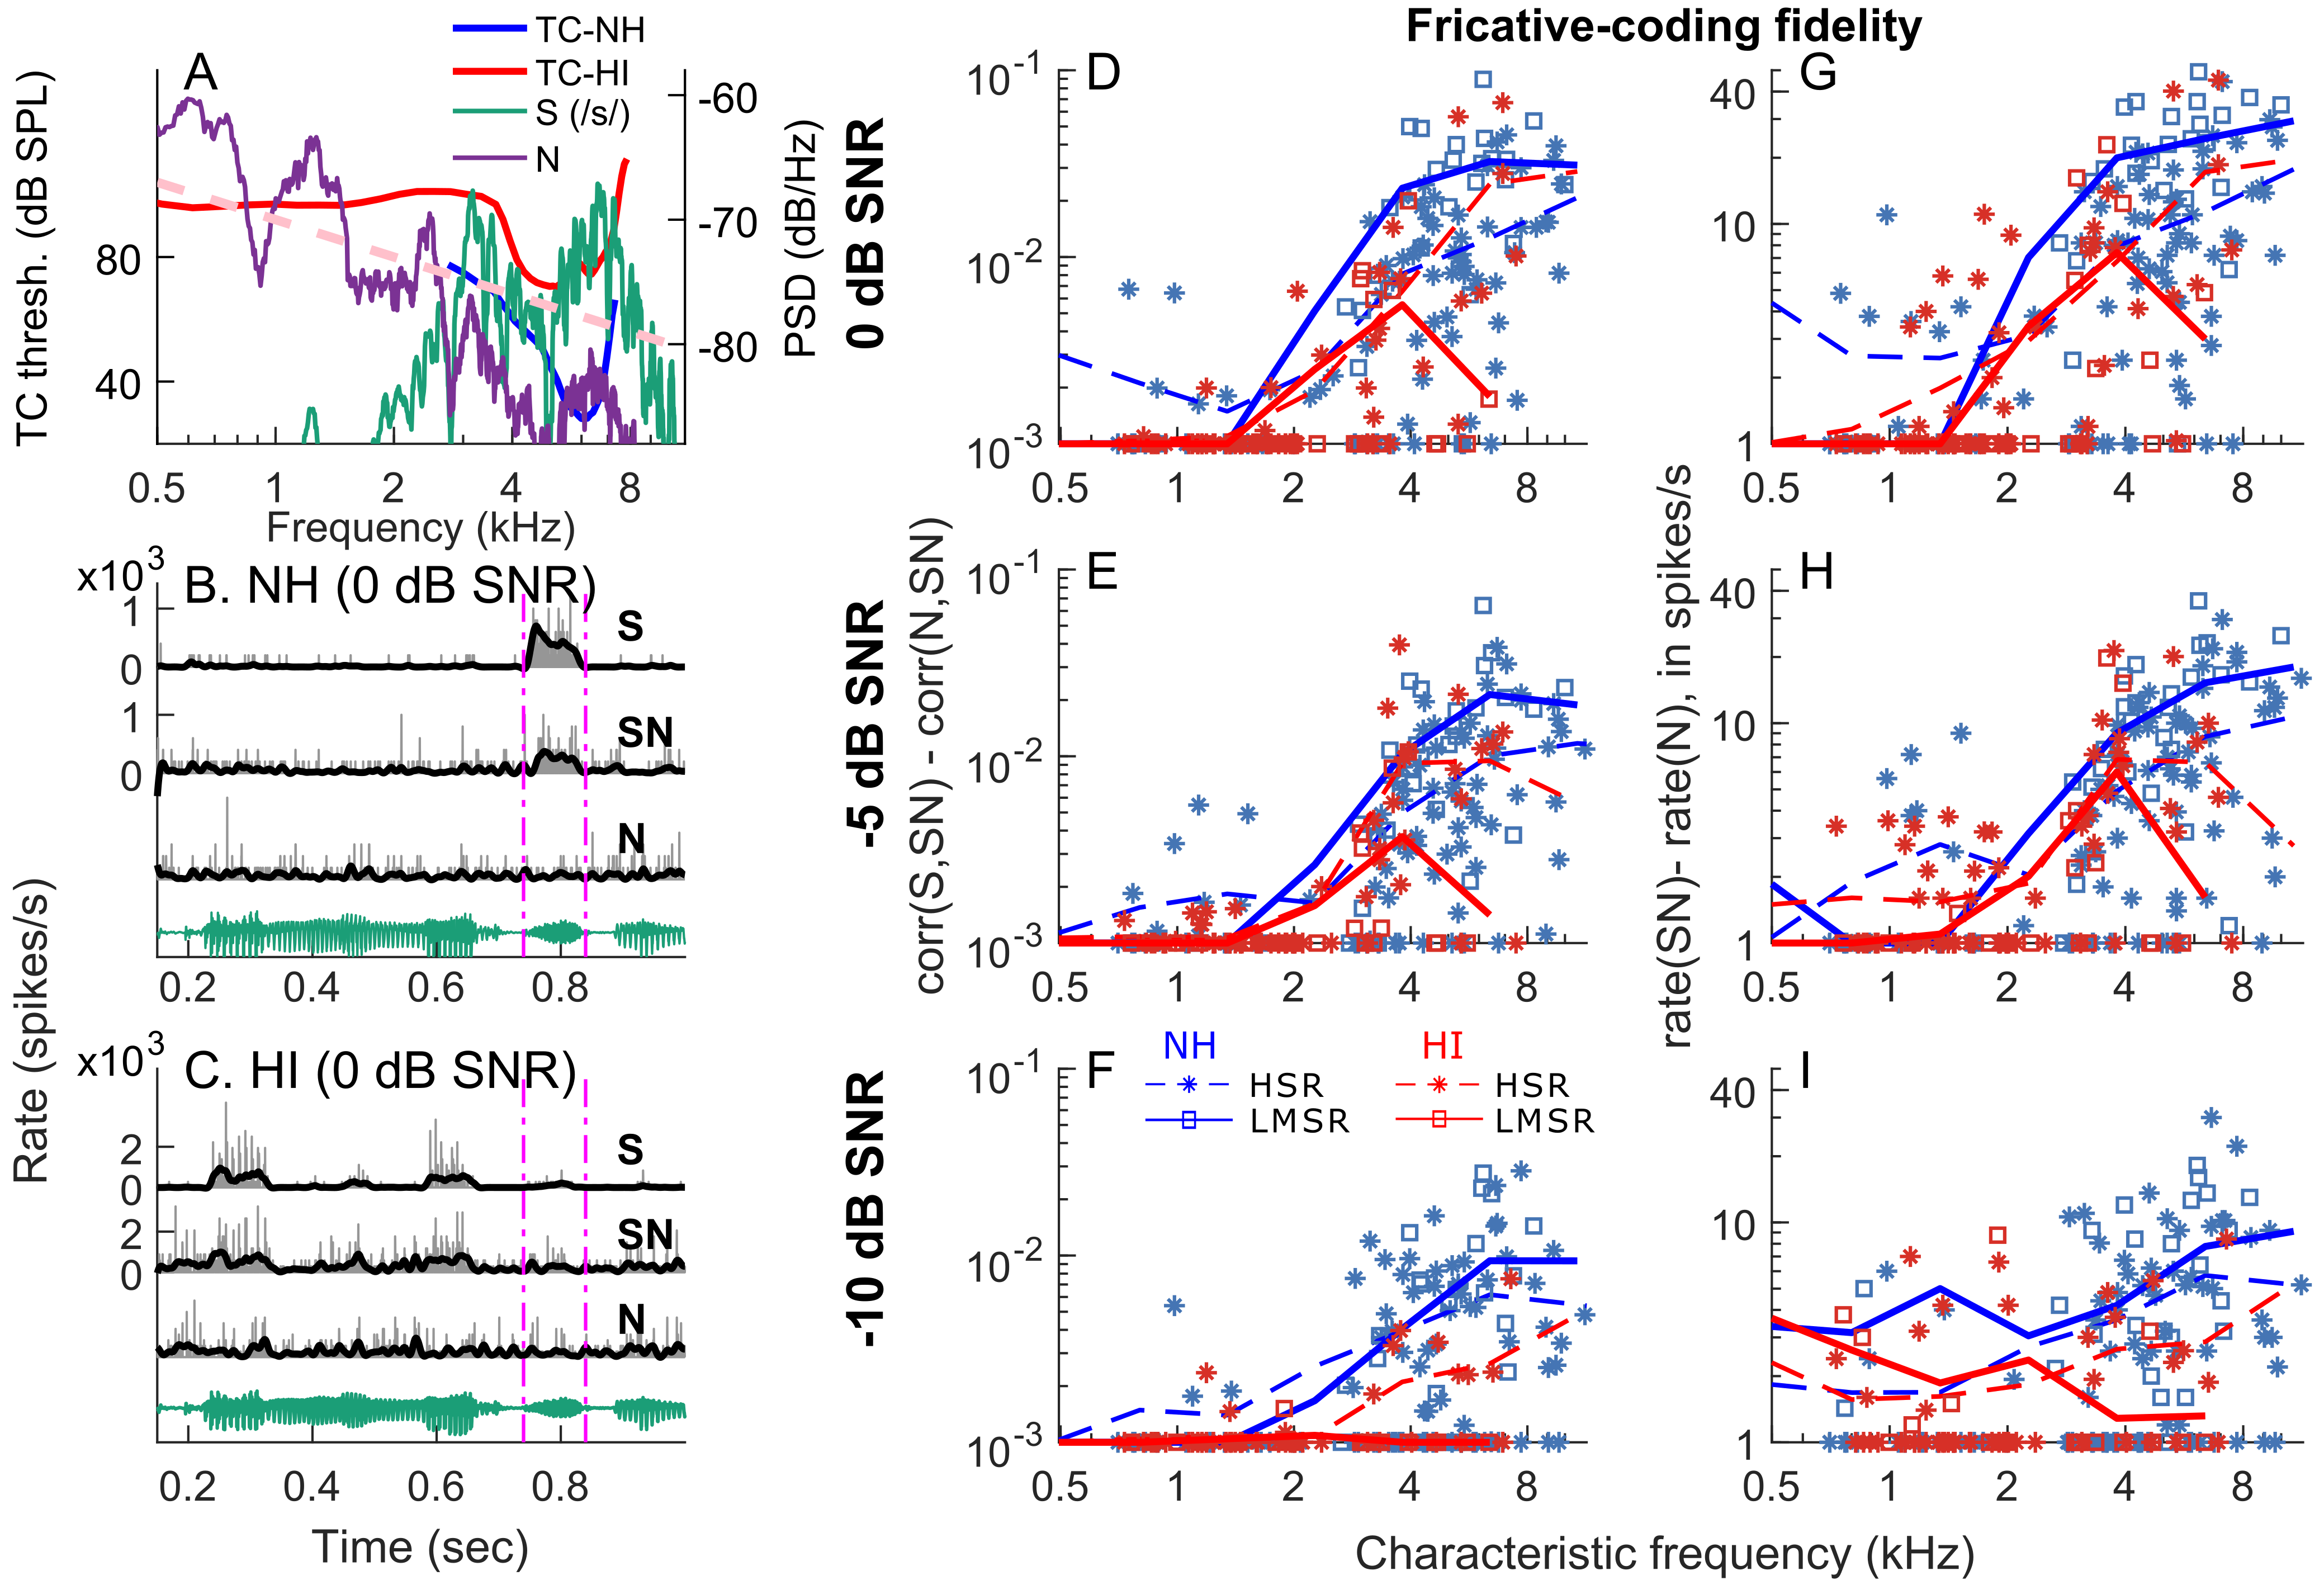 Fricative-coding fidelity
TC-NH
TC-HI
S (/s/)
N
A
TC thresh. (dB SPL)
80
40
-60
-70
-80
PSD (dB/Hz)
0.5 1 2 4 8
Frequency (kHz)
x10^3
B. NH (0 dB SNR)
1
0
S
1
0
SN
N
0.2 0.4 0.6 0.8
Rate (spikes/s)
x10^3
C. HI (0 dB SNR)
2
0
S
2
0
SN
N
0.2 0.4 0.6 0.8
Time (sec)
0 dB SNR
-5 dB SNR
-10 dB SNR
corr(S,SN) - corr(N,SN)
D
10^-1
10^-2
10^-3
0.5 1 2 4 8
E
10^-1
10^-2
10^-3
0.5 1 2 4 8
F
NH HI
HSR HSR
LMSR LMSR
10^-1
10^-2
10^-3
0.5 1 2 4 8
rate(SN)- rate(N), in spikes/s
G
40
10
1
0.5 1 2 4 8
H
40
10
1
0.5 1 2 4 8
I
40
10
1
0.5 1 2 4 8
Characteristic frequency (kHz)